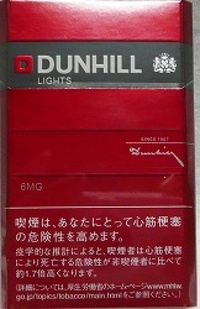 DUNHILL
LIGHTS
SINCE 1907
Dunhill
6MG
喫煙は、あなたにとって心筋梗塞
の危険性を高めます。
疫学的な推計によると、喫煙者は心筋梗塞
により死亡する危険性が非喫煙者に比べて
約1.7倍高くなります。
(詳細については、厚生労働省のホームページwww.mhlw.
go.jp/topics/tobacco/main.htmlをご参照ください。)